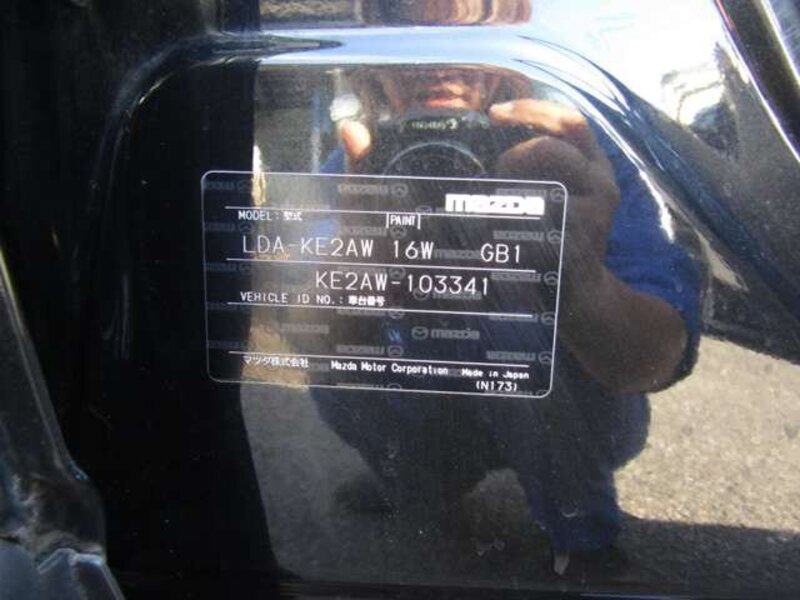 mazda
MODEL : 型式 PAINT
LDA-KE2AW 16W GB1
KE2AW-103341
VEHICLE ID NO. : 車台番号
mazda
マツダ株式会社 Mazda Motor Corporation Made in Japan
(N173)